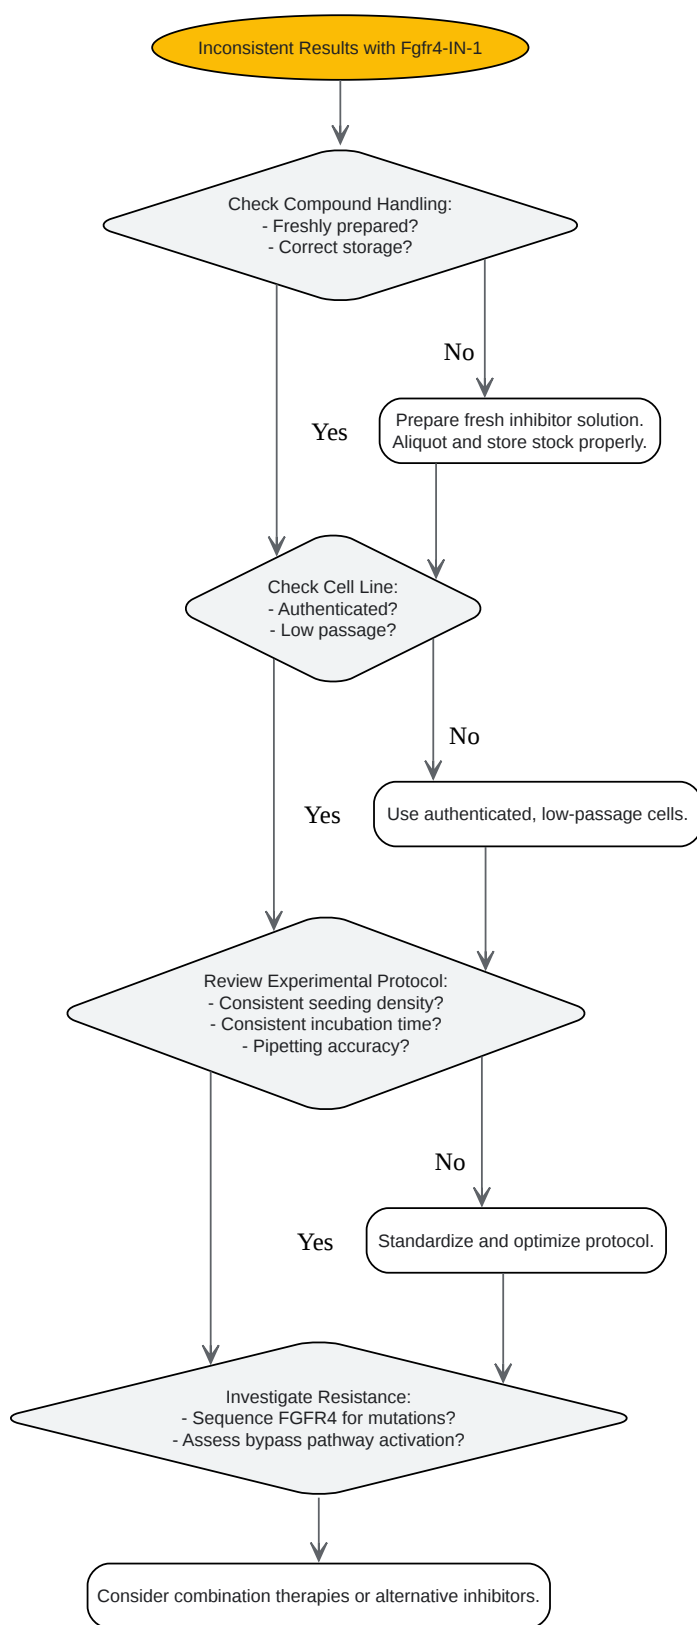 Inconsistent Results with Fgfr4-IN-1
Check Compound Handling:
- Freshly prepared?
- Correct storage?
No
Prepare fresh inhibitor solution.
Aliquot and store stock properly.
Yes
Check Cell Line:
- Authenticated?
- Low passage?
No
Use authenticated, low-passage cells.
Yes
Review Experimental Protocol:
- Consistent seeding density?
- Consistent incubation time?
- Pipetting accuracy?
No
Standardize and optimize protocol.
Yes
Investigate Resistance:
- Sequence FGFR4 for mutations?
- Assess bypass pathway activation?
Consider combination therapies or alternative inhibitors.